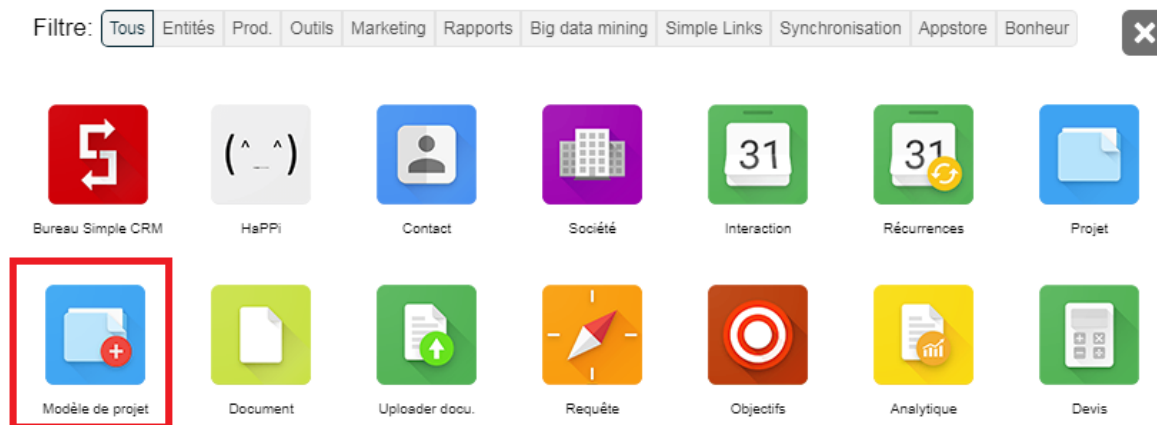 Filtre: Tous Entités Prod. Outils Marketing Rapports Big data mining Simple Links Synchronisation Appstore Bonheur
31 31
Bureau Simple CRM HaPPi Contact Société Interaction Récurrences Projet
Modèle de projet Document Uploader docu. Requête Objectifs Analytique Devis